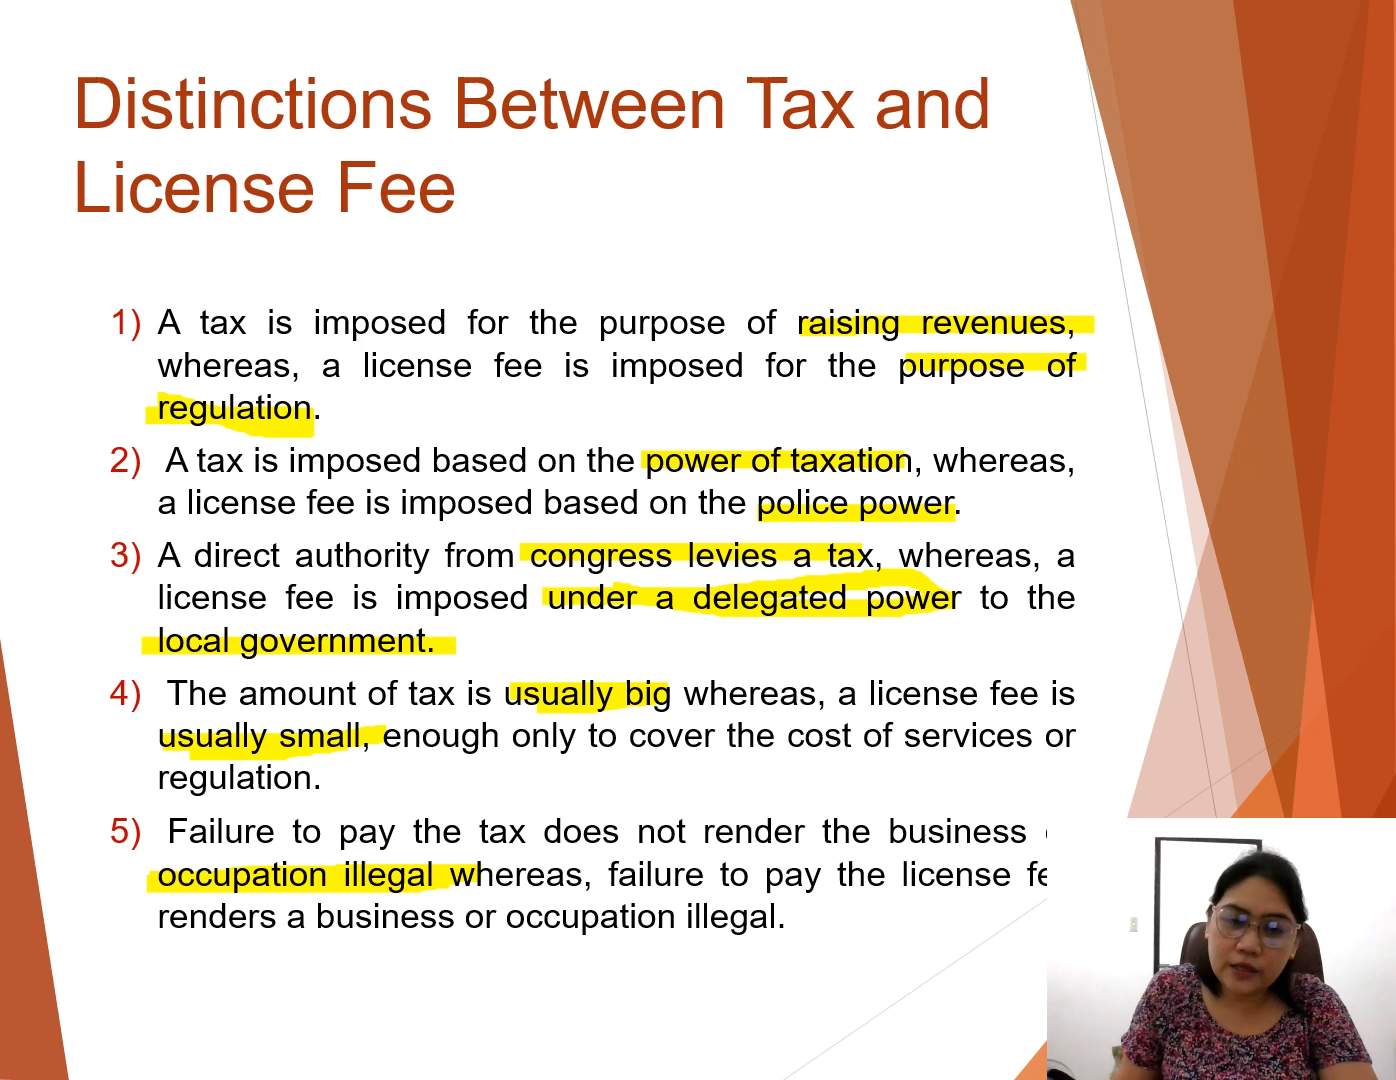 Distinctions Between Tax and
License Fee
1) A tax is imposed for the purpose of raising revenues,
whereas, a license fee is imposed for the purpose of
regulation.
2) A tax is imposed based on the power of taxation, whereas,
a license fee is imposed based on the police power.
3) A direct authority from congress levies a tax, whereas, a
license fee is imposed under a delegated power to the
local government.
4) The amount of tax is usually big whereas, a license fee is
usually small, enough only to cover the cost of services or
regulation.
5) Failure to pay the tax does not render the business
occupation illegal whereas, failure to pay the license
renders a business or occupation illegal.